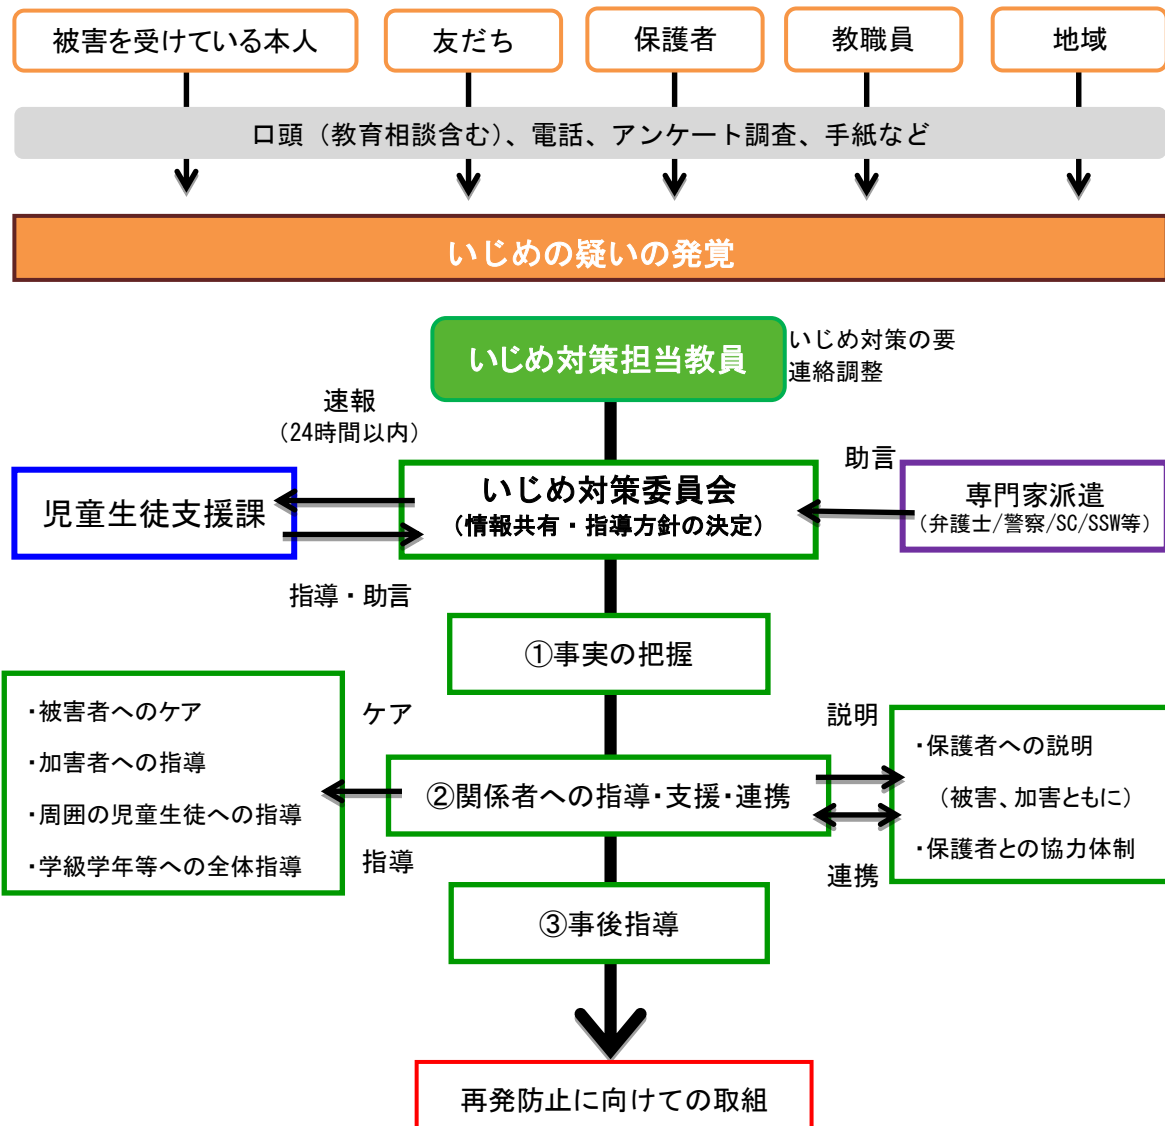 被害を受けている本人
友だち
保護者
教職員
地域
口頭（教育相談含む）、電話、アンケート調査、手紙など
いじめの疑いの発覚
いじめ対策担当教員
いじめ対策の要
連絡調整
速報
（24時間以内）
児童生徒支援課
いじめ対策委員会
（情報共有・指導方針の決定）
助言
専門家派遣
（弁護士/警察/SC/SSW等）
指導・助言
①事実の把握
・被害者へのケア
・加害者への指導
・周囲の児童生徒への指導
・学級学年等への全体指導
ケア
指導
②関係者への指導・支援・連携
説明
連携
・保護者への説明
（被害、加害ともに）
・保護者との協力体制
③事後指導
再発防止に向けての取組